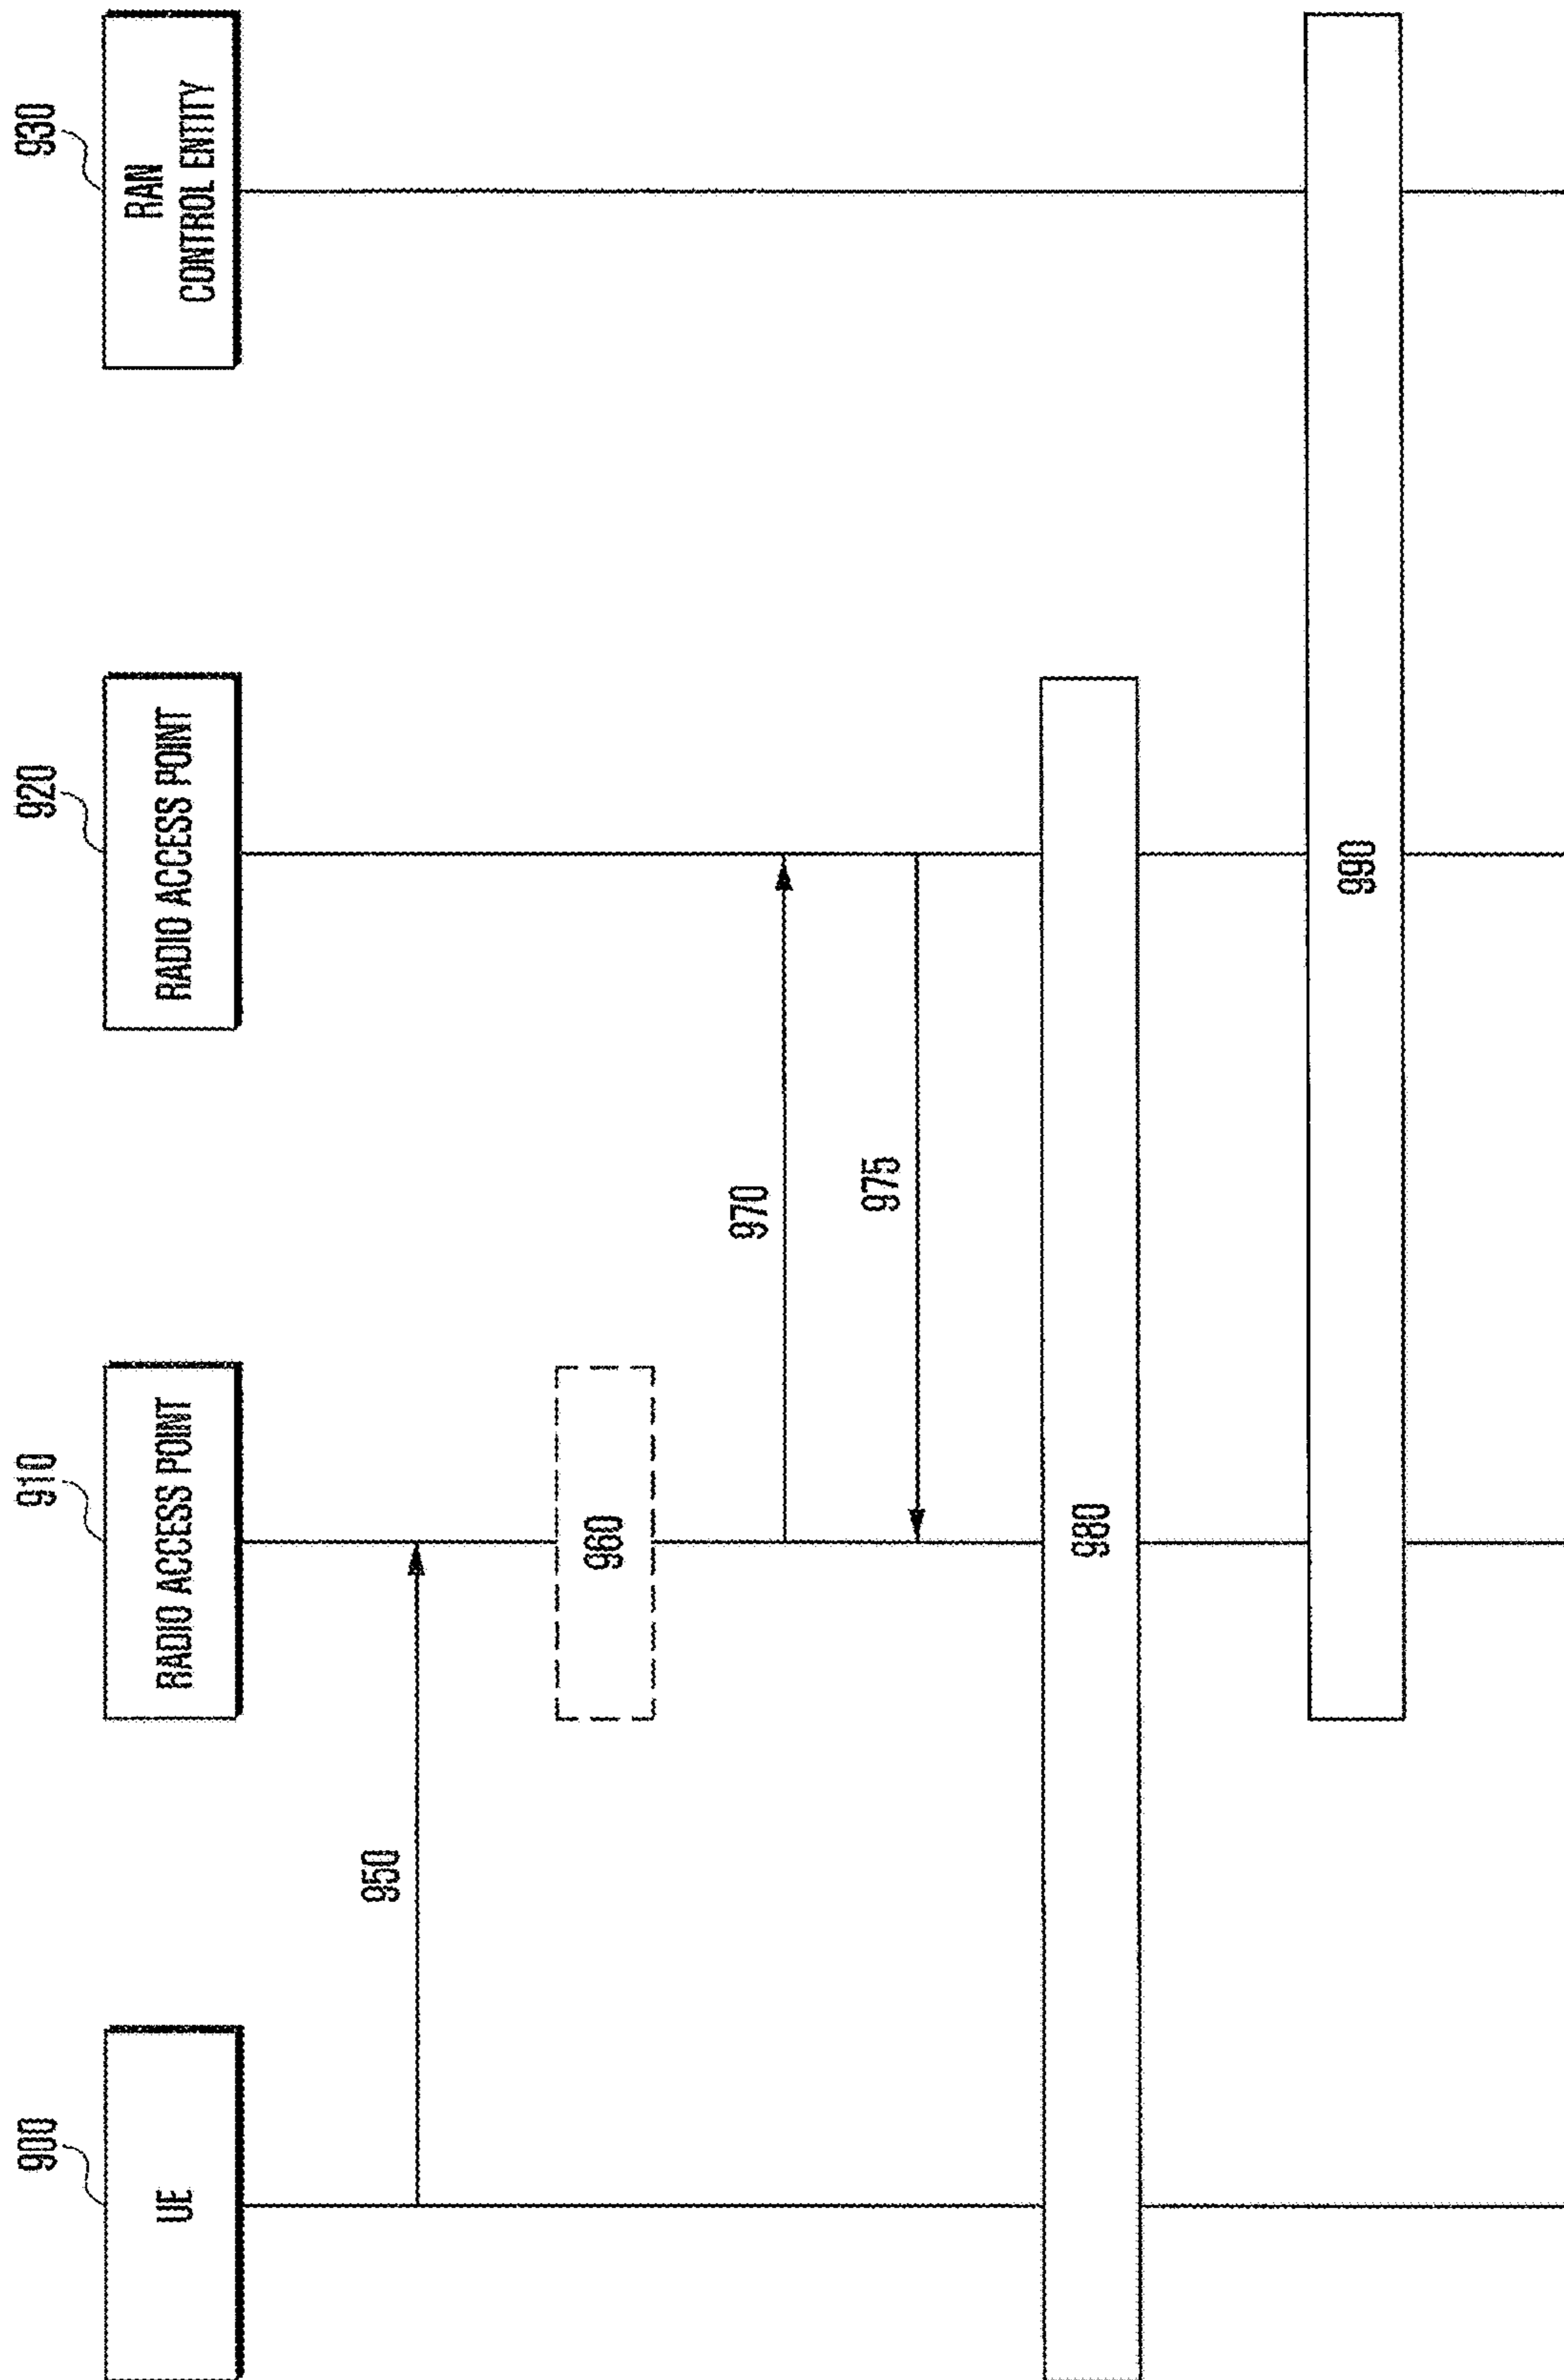 900
UE
910
RADIO ACCESS POINT
920
RADIO ACCESS POINT
930
RAN
CONTROL ENTITY
950
960
970
975
980
990